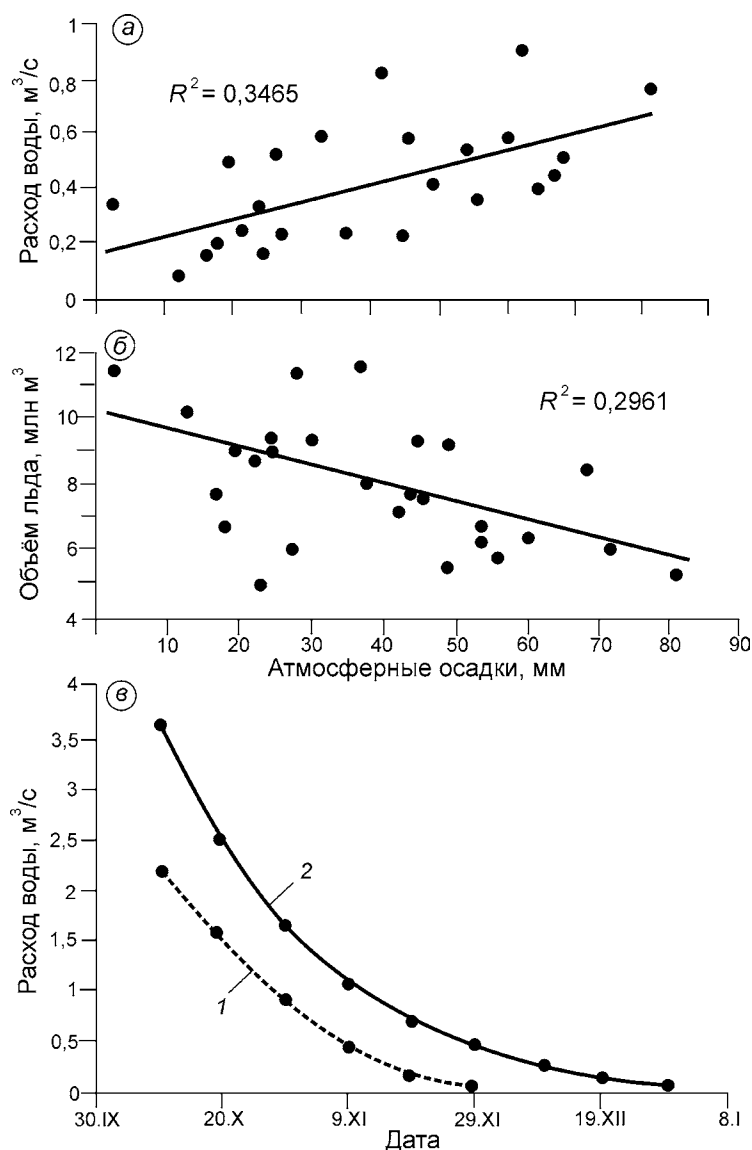 а
R² = 0,3465
Расход воды, м³/с
1
0,8
0,6
0,4
0,2
0
б
R² = 0,2961
Объём льда, млн м³
12
10
8
6
4
10 20 30 40 50 60 70 80 90
Атмосферные осадки, мм
в
Расход воды, м³/с
4
3,5
3
2,5
2
1,5
1
0,5
0
2
1
30.IX 20.X 9.XI 29.XI 19.XII 8.I
Дата